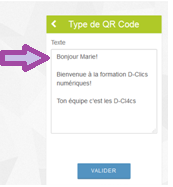 Type de QR Code
Texte
Bonjour Marie!
Bienvenue à la formation D-Clics
numériques!
Ton équipe c'est les D-Cl4cs
VALIDER